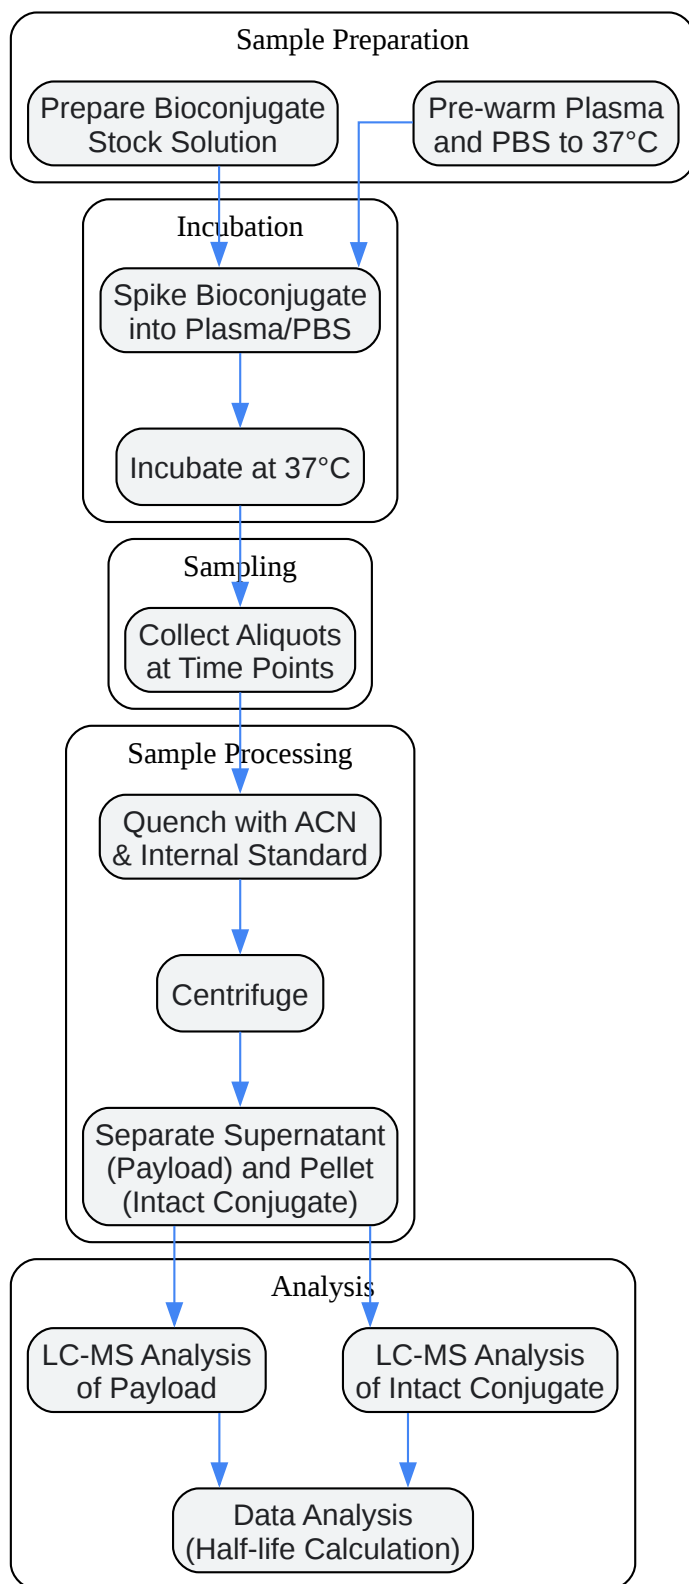 Sample Preparation
Prepare Bioconjugate
Stock Solution
Pre-warm Plasma
and PBS to 37°C
Incubation
Spike Bioconjugate
into Plasma/PBS
Incubate at 37°C
Sampling
Collect Aliquots
at Time Points
Sample Processing
Quench with ACN
& Internal Standard
Centrifuge
Separate Supernatant
(Payload) and Pellet
(Intact Conjugate)
Analysis
LC-MS Analysis
of Payload
LC-MS Analysis
of Intact Conjugate
Data Analysis
(Half-life Calculation)